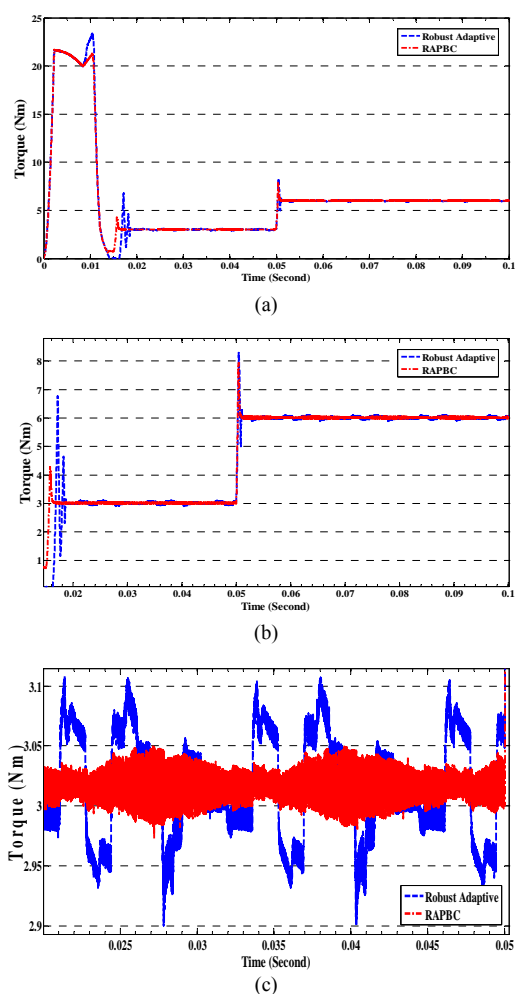 25
20
15
10
5
0
Torque (Nm)
Robust Adaptive
RAPBC
0 0.01 0.02 0.03 0.04 0.05 0.06 0.07 0.08 0.09 0.1
Time (Second)
(a)
8
6
5
4
3
2
1
Torque (Nm)
Robust Adaptive
RAPBC
0.02 0.03 0.04 0.05 0.06 0.07 0.08 0.09 0.1
Time (Second)
(b)
3.1
3.05
3
2.95
2.9
Torque (Nm)
Robust Adaptive
RAPBC
0.025 0.03 0.035 0.04 0.045 0.05
Time (Second)
(c)